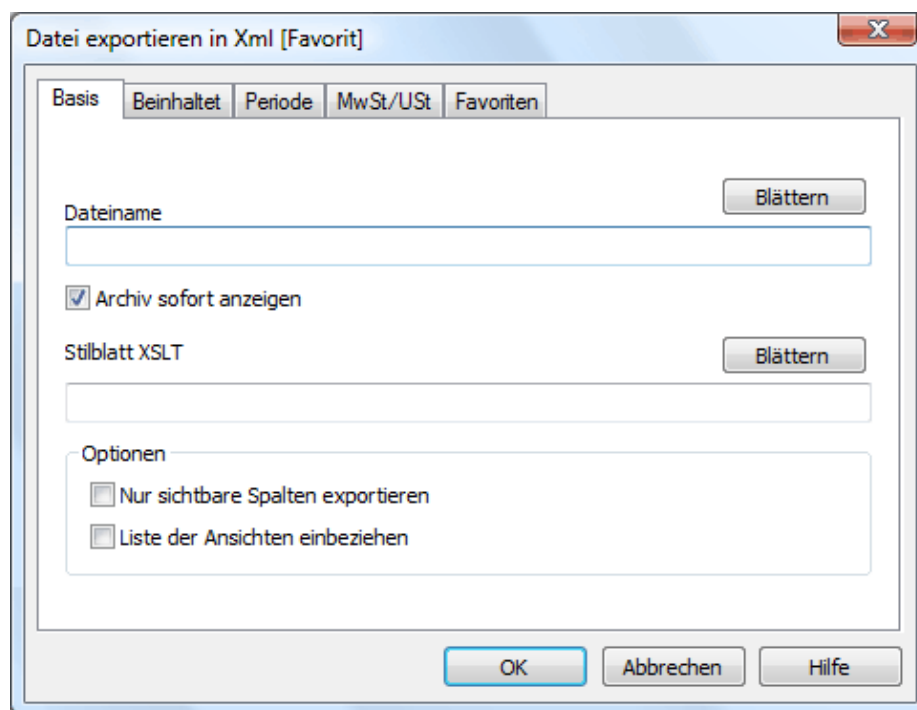 Datei exportieren in Xml [Favorit]
Basis Beinhaltet Periode MwSt/USt Favoriten
Blättern
Dateiname
Archiv sofort anzeigen
Stilblatt XSLT Blättern
Optionen
Nur sichtbare Spalten exportieren
Liste der Ansichten einbeziehen
OK Abbrechen Hilfe